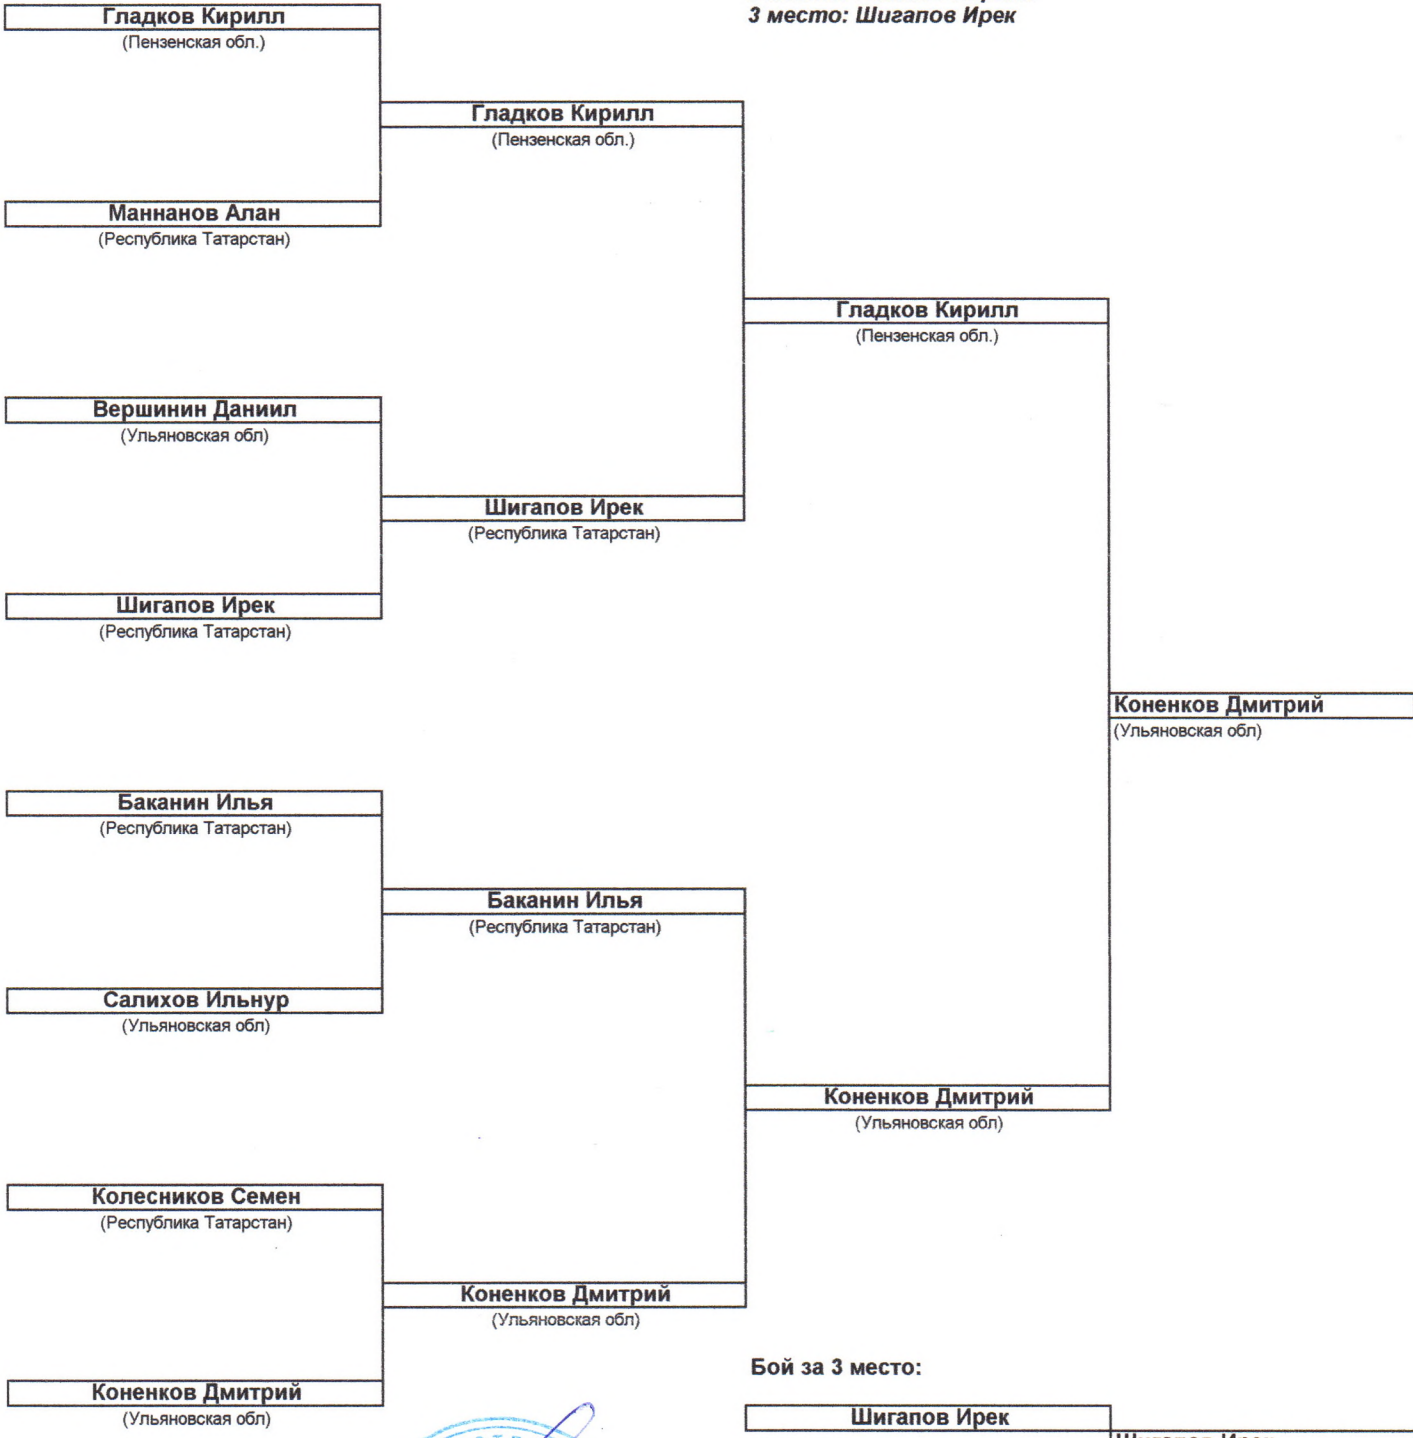 3 место: Шигапов Ирек
Гладков Кирилл
(Пензенская обл.)
Гладков Кирилл
(Пензенская обл.)
Маннанов Алан
(Республика Татарстан)
Гладков Кирилл
(Пензенская обл.)
Вершинин Даниил
(Ульяновская обл)
Шигапов Ирек
(Республика Татарстан)
Шигапов Ирек
(Республика Татарстан)
Коненков Дмитрий
(Ульяновская обл)
Баканин Илья
(Республика Татарстан)
Баканин Илья
(Республика Татарстан)
Салихов Ильнур
(Ульяновская обл)
Коненков Дмитрий
(Ульяновская обл)
Колесников Семен
(Республика Татарстан)
Коненков Дмитрий
(Ульяновская обл)
Бой за 3 место:
Коненков Дмитрий
(Ульяновская обл)
Шигапов Ирек